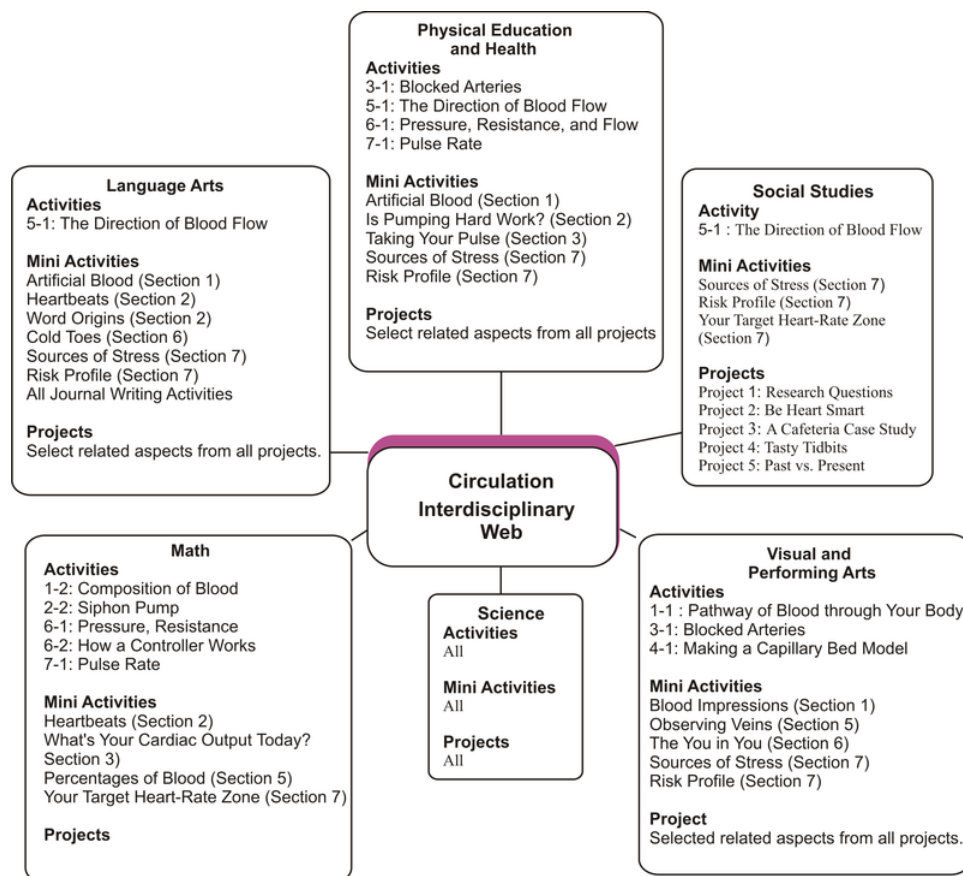 Physical Education
and Health
Activities
3-1: Blocked Arteries
5-1: The Direction of Blood Flow
6-1: Pressure, Resistance, and Flow
7-1: Pulse Rate
Mini Activities
Artificial Blood (Section 1)
Is Pumping Hard Work? (Section 2)
Taking Your Pulse (Section 3)
Sources of Stress (Section 7)
Risk Profile (Section 7)
Projects
Select related aspects from all projects
Language Arts
Activities
5-1: The Direction of Blood Flow
Mini Activities
Artificial Blood (Section 1)
Heartbeats (Section 2)
Word Origins (Section 2)
Cold Toes (Section 6)
Sources of Stress (Section 7)
Risk Profile (Section 7)
All Journal Writing Activities
Projects
Select related aspects from all projects.
Social Studies
Activity
5-1 : The Direction of Blood Flow
Mini Activities
Sources of Stress (Section 7)
Risk Profile (Section 7)
Your Target Heart-Rate Zone
(Section 7)
Projects
Project 1: Research Questions
Project 2: Be Heart Smart
Project 3: A Cafeteria Case Study
Project 4: Tasty Tidbits
Project 5: Past vs. Present
Circulation
Interdisciplinary
Web
Math
Activities
1-2: Composition of Blood
2-2: Siphon Pump
6-1: Pressure, Resistance
6-2: How a Controller Works
7-1: Pulse Rate
Mini Activities
Heartbeats (Section 2)
What's Your Cardiac Output Today?
Section 3)
Percentages of Blood (Section 5)
Your Target Heart-Rate Zone (Section 7)
Projects
Science
Activities
All
Mini Activities
All
Projects
All
Visual and
Performing Arts
Activities
1-1 : Pathway of Blood through Your Body
3-1: Blocked Arteries
4-1: Making a Capillary Bed Model
Mini Activities
Blood Impressions (Section 1)
Observing Veins (Section 5)
The You in You (Section 6)
Sources of Stress (Section 7)
Risk Profile (Section 7)
Project
Selected related aspects from all projects.